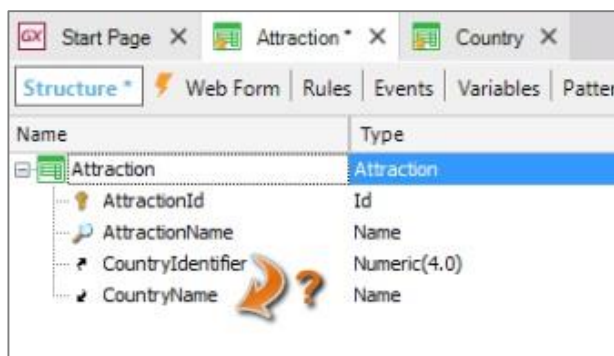 GX Start Page X Attraction * X Country X
Structure * Web Form Rules Events Variables Patter
Name Type
Attraction Attraction
AttractionId Id
AttractionName Name
CountryIdentifier Numeric(4.0)
CountryName ? Name